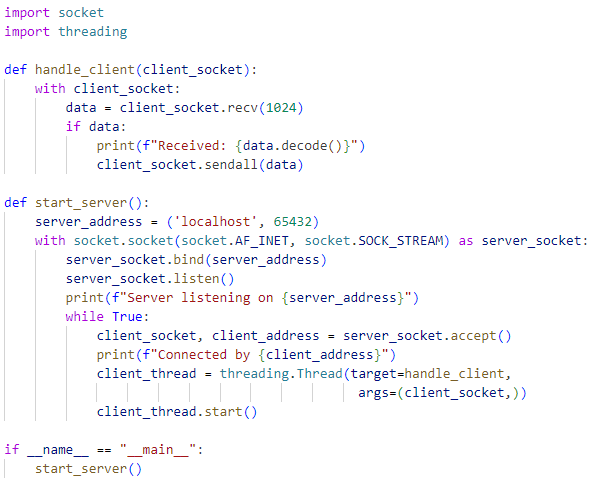 import socket
import threading

def handle_client(client_socket):
    with client_socket:
        data = client_socket.recv(1024)
        if data:
            print(f"Received: {data.decode()}")
            client_socket.sendall(data)

def start_server():
    server_address = ('localhost', 65432)
    with socket.socket(socket.AF_INET, socket.SOCK_STREAM) as server_socket:
        server_socket.bind(server_address)
        server_socket.listen()
        print(f"Server listening on {server_address}")
        while True:
            client_socket, client_address = server_socket.accept()
            print(f"Connected by {client_address}")
            client_thread = threading.Thread(target=handle_client,
                                              args=(client_socket,))
            client_thread.start()

if __name__ == "__main__":
    start_server()